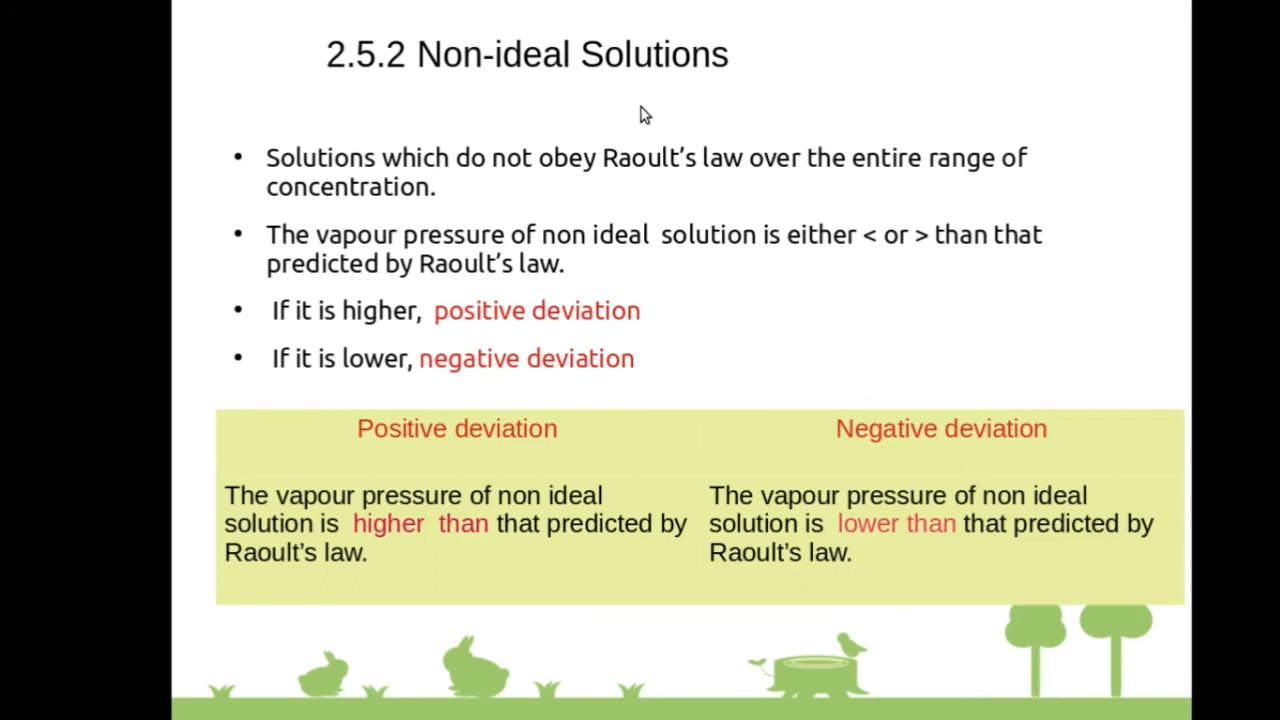 2.5.2 Non-ideal Solutions
• Solutions which do not obey Raoult’s law over the entire range of
concentration.
• The vapour pressure of non ideal solution is either < or > than that
predicted by Raoult’s law.
• If it is higher, positive deviation
• If it is lower, negative deviation
Positive deviation
The vapour pressure of non ideal
solution is higher than that predicted by
Raoult’s law.
Negative deviation
The vapour pressure of non ideal
solution is lower than that predicted by
Raoult’s law.